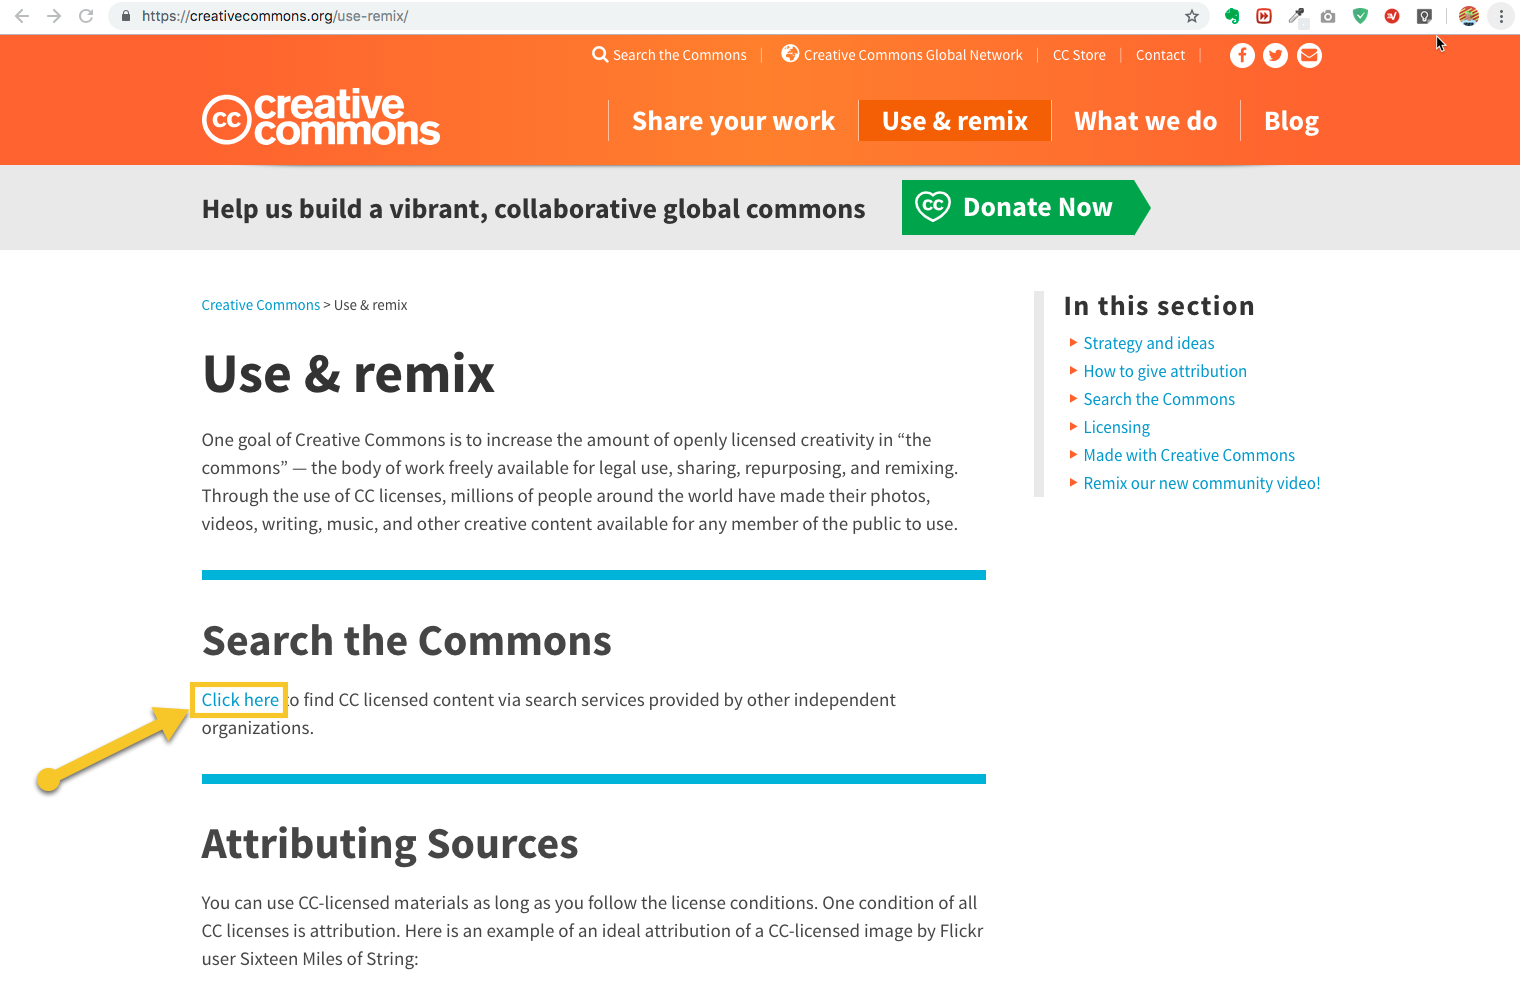 https://creativecommons.org/use-remix/
Search the Commons | Creative Commons Global Network | CC Store | Contact |
cc creative commons
Share your work
Use & remix
What we do
Blog
Help us build a vibrant, collaborative global commons
CC Donate Now
Creative Commons > Use & remix
Use & remix
One goal of Creative Commons is to increase the amount of openly licensed creativity in “the
commons” — the body of work freely available for legal use, sharing, repurposing, and remixing.
Through the use of CC licenses, millions of people around the world have made their photos,
videos, writing, music, and other creative content available for any member of the public to use.
Search the Commons
Click here to find CC licensed content via search services provided by other independent
organizations.
Attributing Sources
You can use CC-licensed materials as long as you follow the license conditions. One condition of all
CC licenses is attribution. Here is an example of an ideal attribution of a CC-licensed image by Flickr
user Sixteen Miles of String:
In this section
Strategy and ideas
How to give attribution
Search the Commons
Licensing
Made with Creative Commons
Remix our new community video!